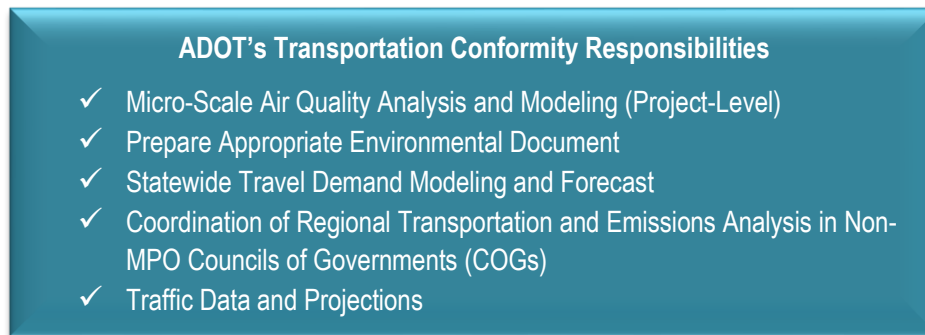 ADOT's Transportation Conformity Responsibilities
✓ Micro-Scale Air Quality Analysis and Modeling (Project-Level)
✓ Prepare Appropriate Environmental Document
✓ Statewide Travel Demand Modeling and Forecast
✓ Coordination of Regional Transportation and Emissions Analysis in Non-
MPO Councils of Governments (COGs)
✓ Traffic Data and Projections